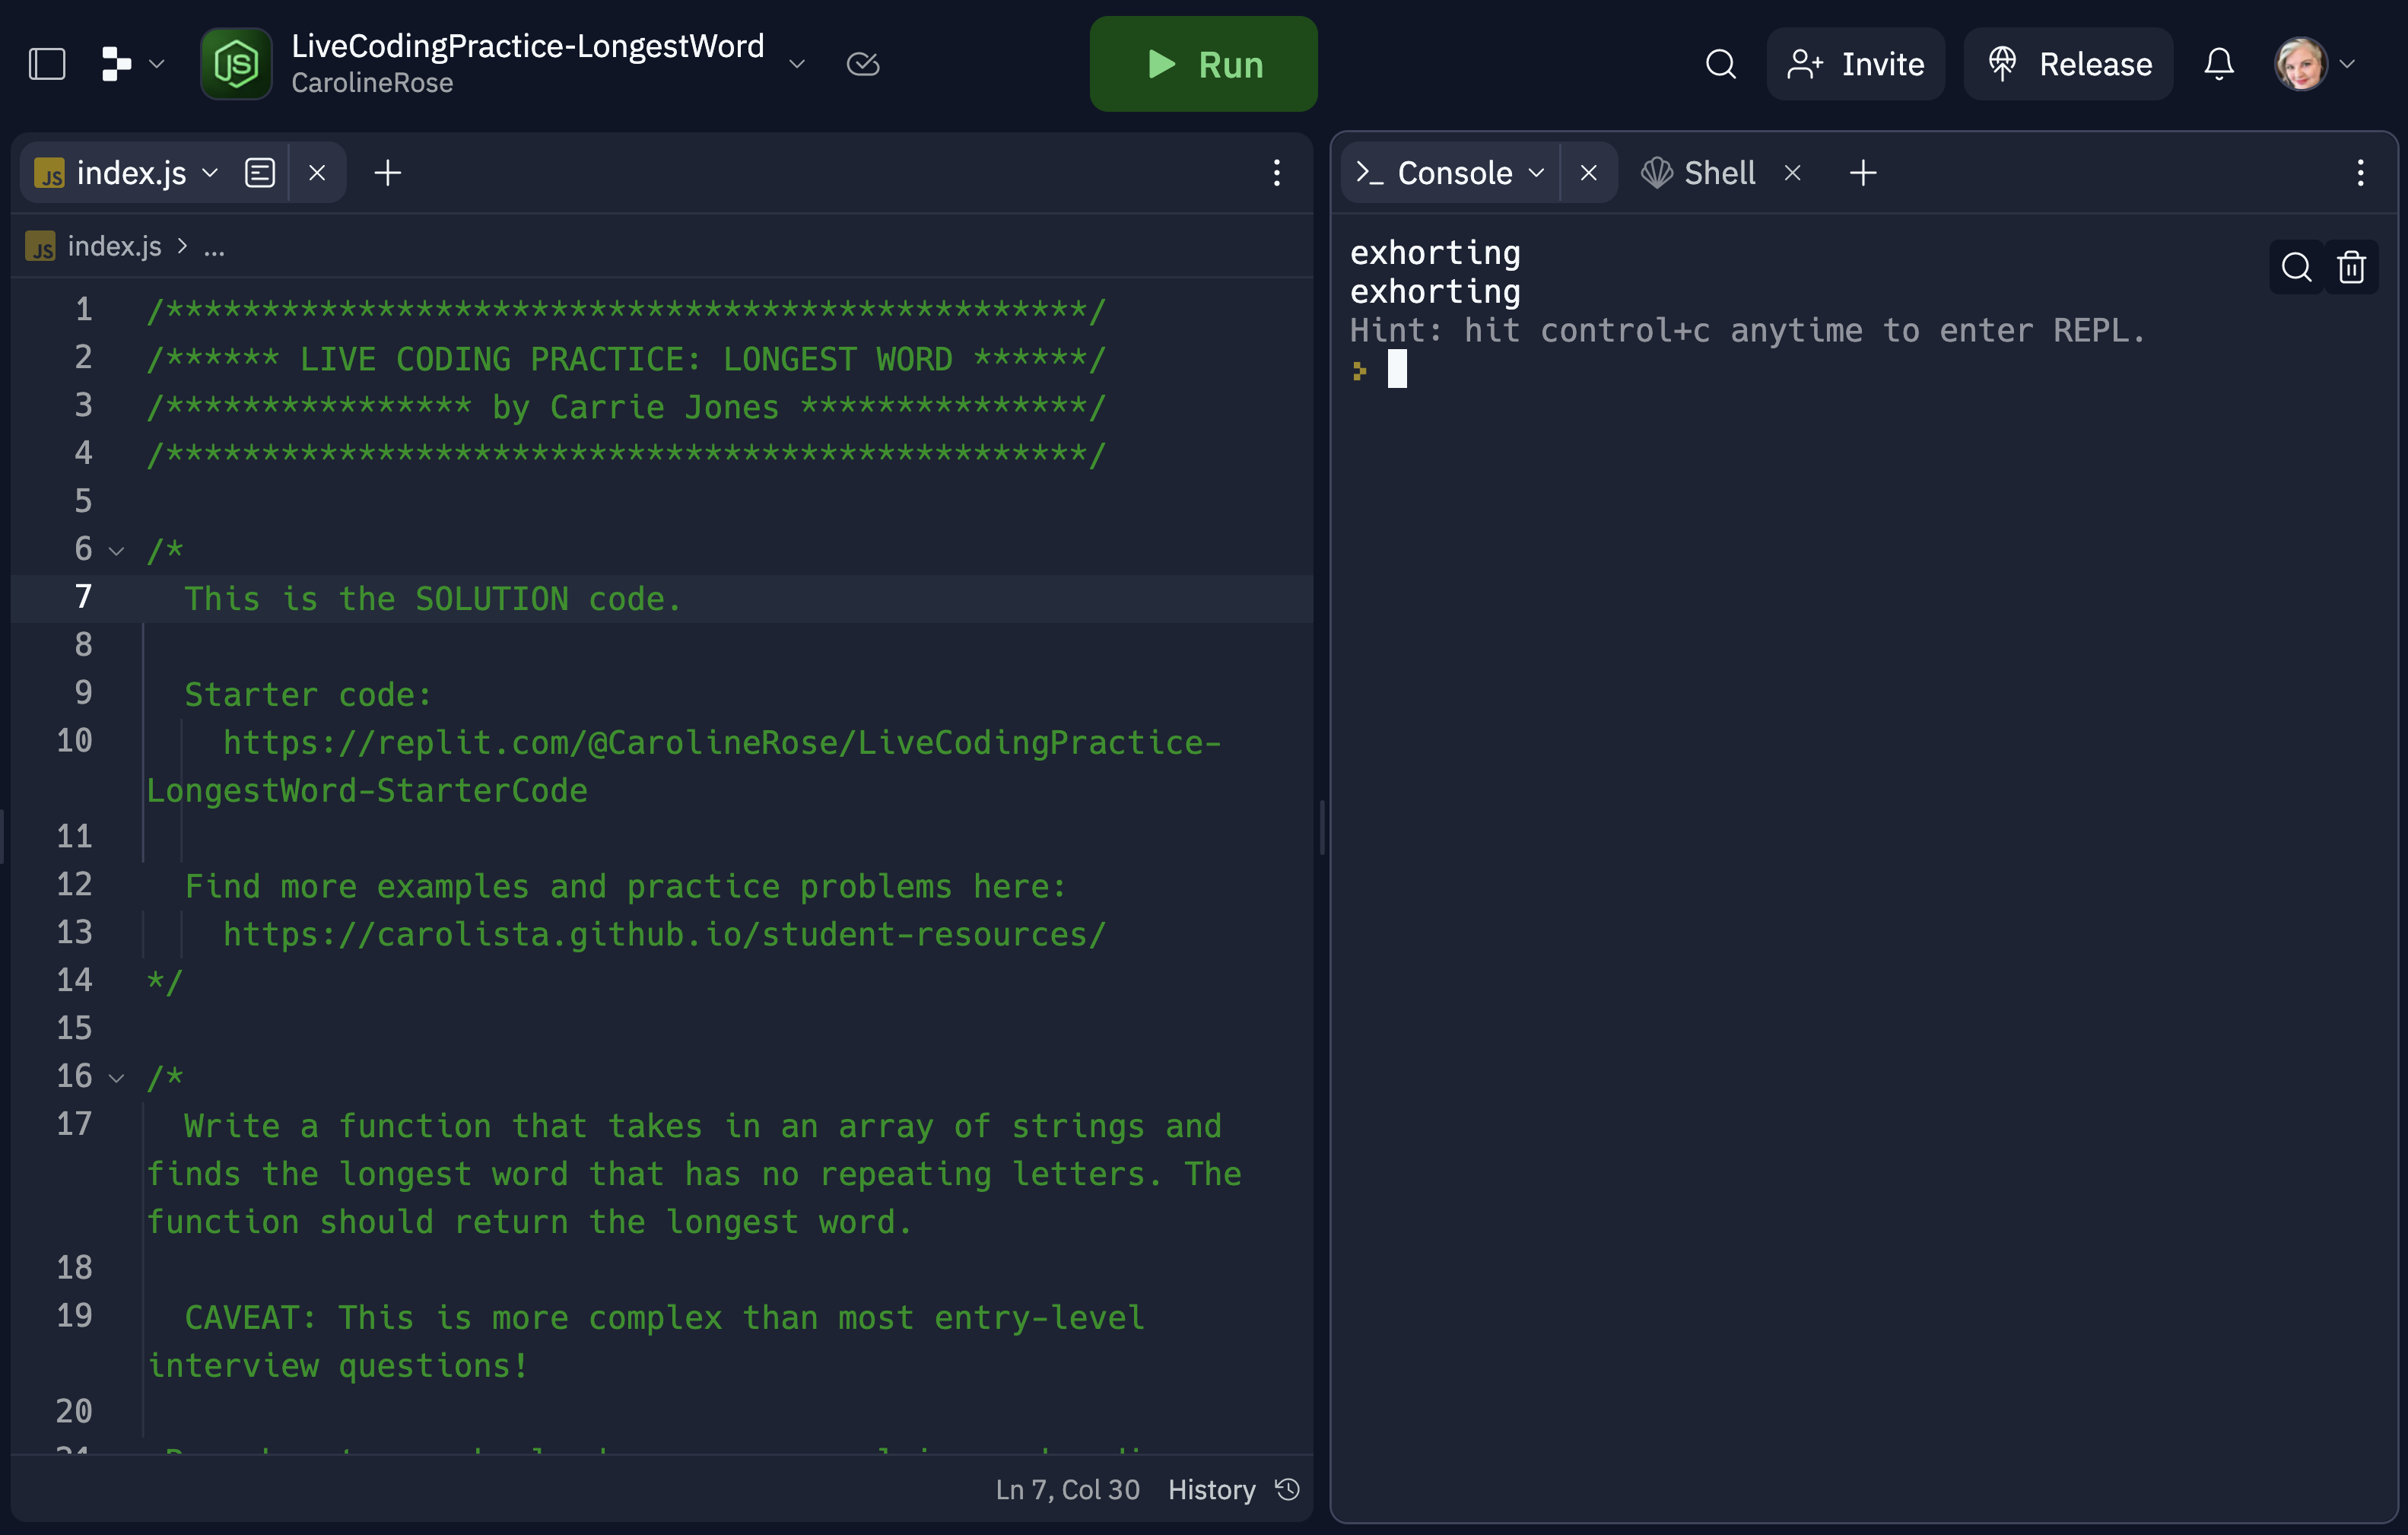 LiveCodingPractice-LongestWord
CarolineRose
Run
Invite
Release
JS index.js
JS index.js > ...
1 /************************************************/
2 /****** LIVE CODING PRACTICE: LONGEST WORD ******/
3 /**************** by Carrie Jones ***************/
4 /************************************************/
5
6 /*
7 This is the SOLUTION code.
8
9 Starter code:
10 https://replit.com/@CarolineRose/LiveCodingPractice-
LongestWord-StarterCode
11
12 Find more examples and practice problems here:
13 https://carolista.github.io/student-resources/
14 */
15
16 /*
17 Write a function that takes in an array of strings and
finds the longest word that has no repeating letters. The
function should return the longest word.
18
19 CAVEAT: This is more complex than most entry-level
interview questions!
20
Ln 7, Col 30 History
>_ Console
Shell
exhorting
exhorting
Hint: hit control+c anytime to enter REPL.